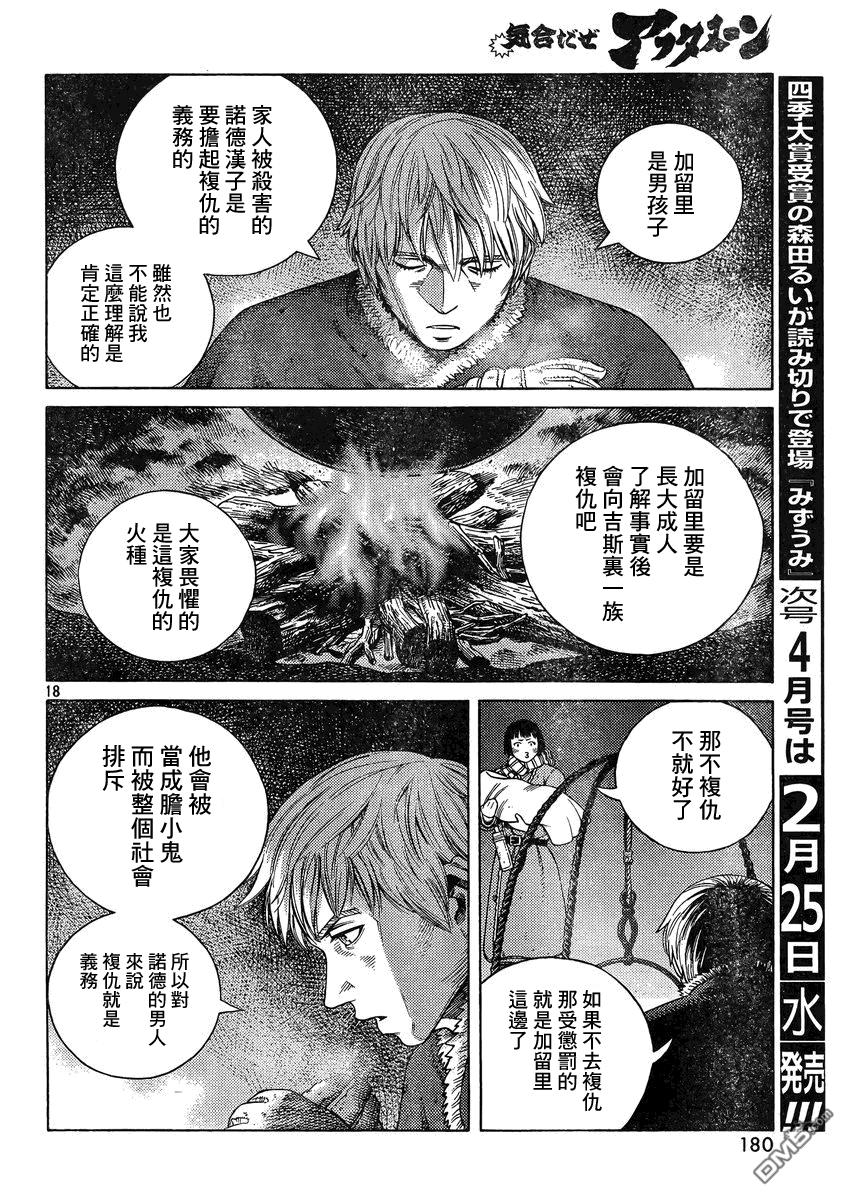 気合だぜ アフタヌーン
四季大賞受賞の森田るいが読み切りで登場『みずうみ』次号4月号は2月25日水発売!!!
加留里
是男孩子
家人被殺害的
諾德漢子是
要擔起複仇的
義務的
雖然也
不能說我
這麼理解是
肯定正確的
加留里要是
長大成人
了解事實後
會向吉斯裏一族
複仇吧
大家畏懼的
是這複仇的
火種
18
那不複仇
不就好了
如果不去複仇
那受懲罰的
就是加留里
這邊了
他會被
當成膽小鬼
而被整個社會
排斥
所以對
諾德的男人
來說
複仇就是
義務
180
DM5.com